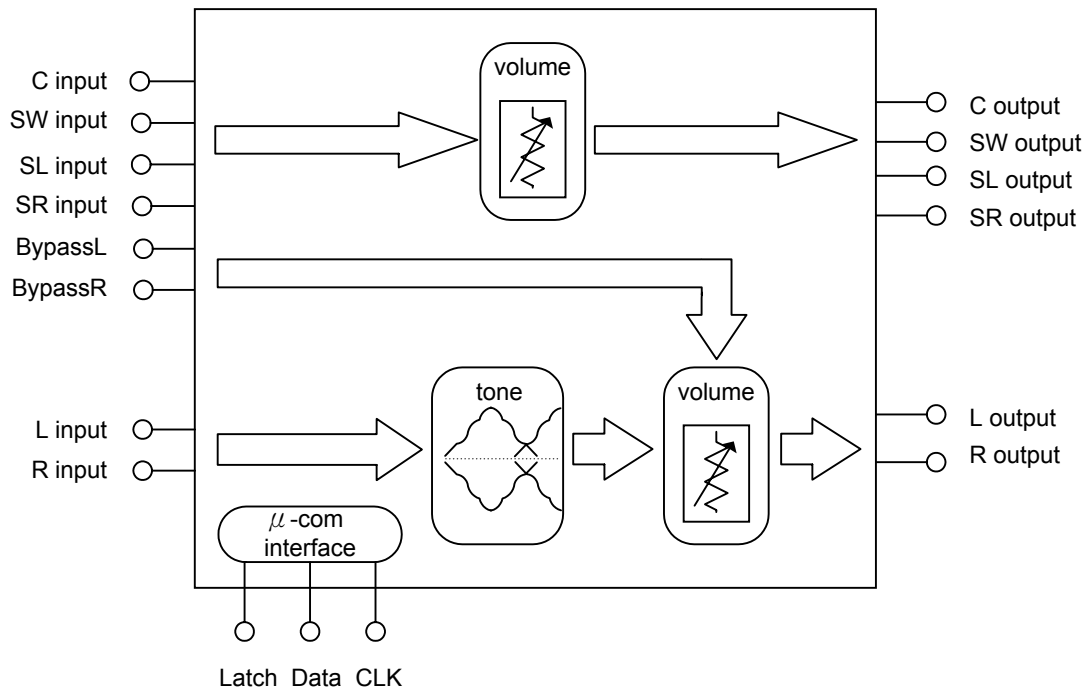 volume
C input
SW input
SL input
SR input
BypassL
BypassR
C output
SW output
SL output
SR output
tone
volume
L input
R input
L output
R output
μ-com
interface
Latch Data CLK